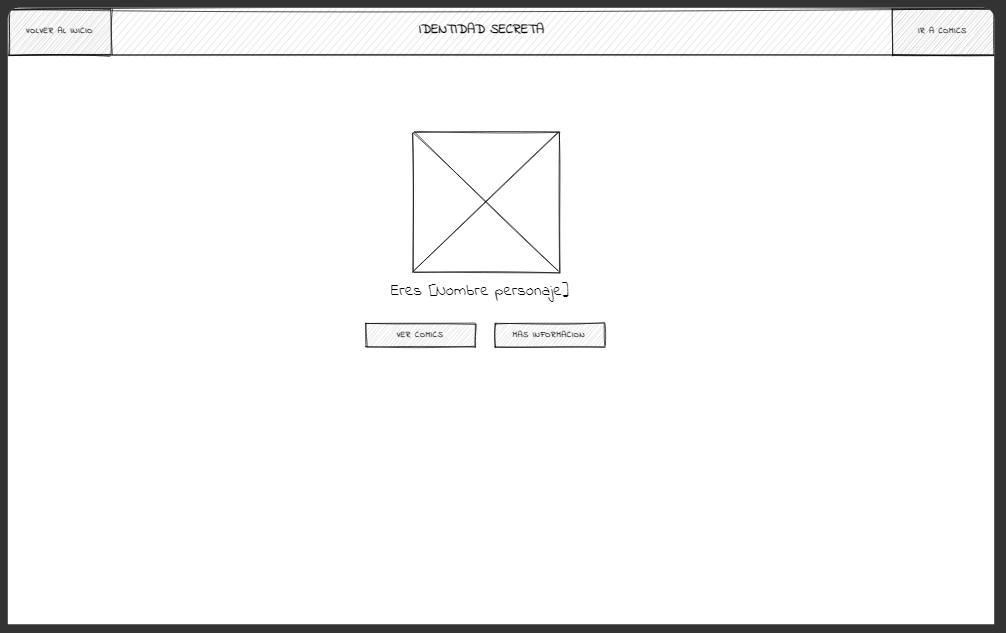 VOLVER AL INICIO
IDENTIDAD SECRETA
IR A COMICS
Eres [Nombre personaje]
VER COMICS
MAS INFORMACION